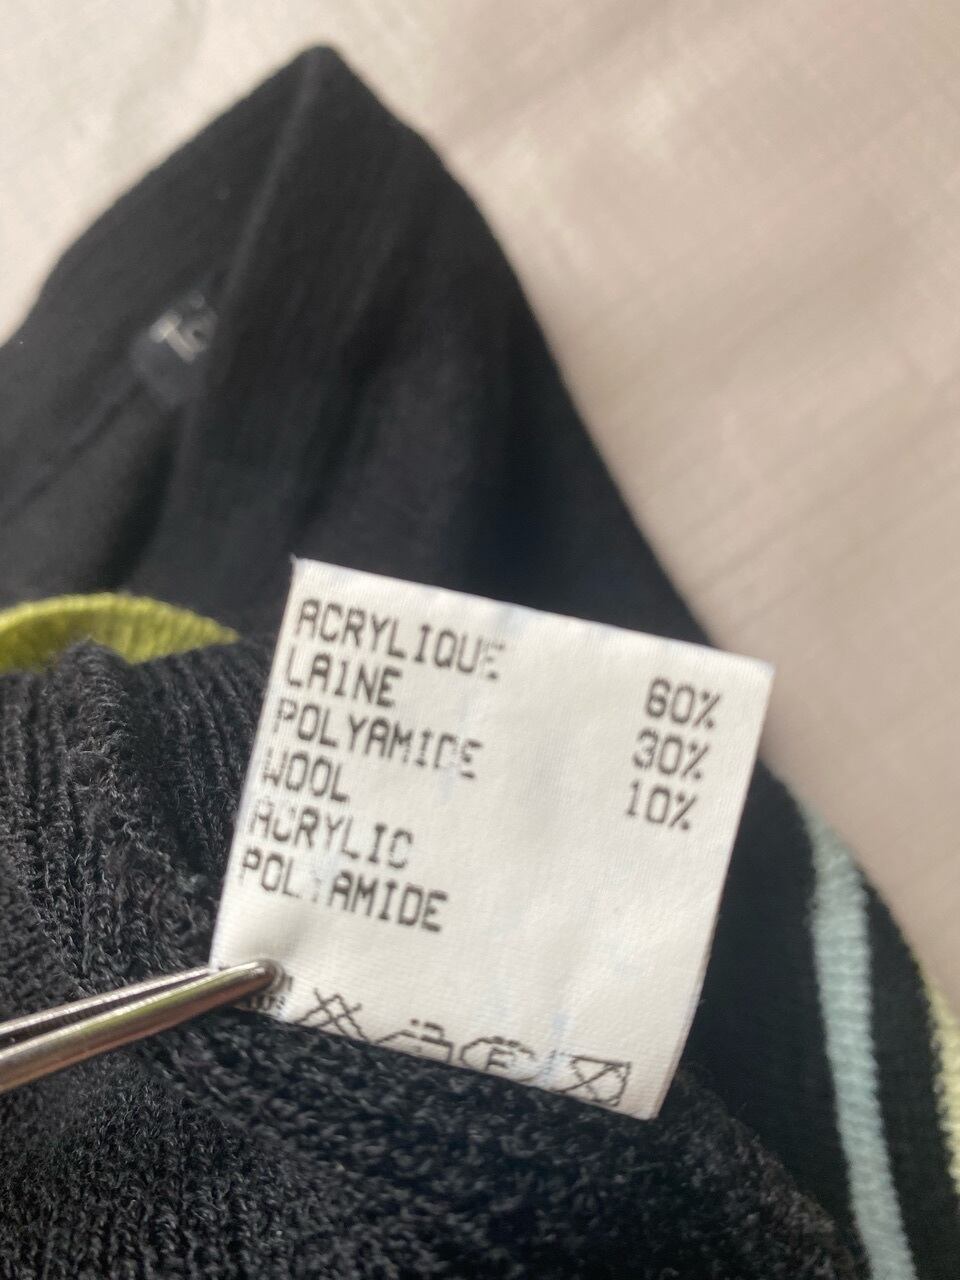 ACRYLIQUE 60%
LAINE 30%
POLYAMIDE 10%
WOOL
ACRYLIC
POLYAMIDE